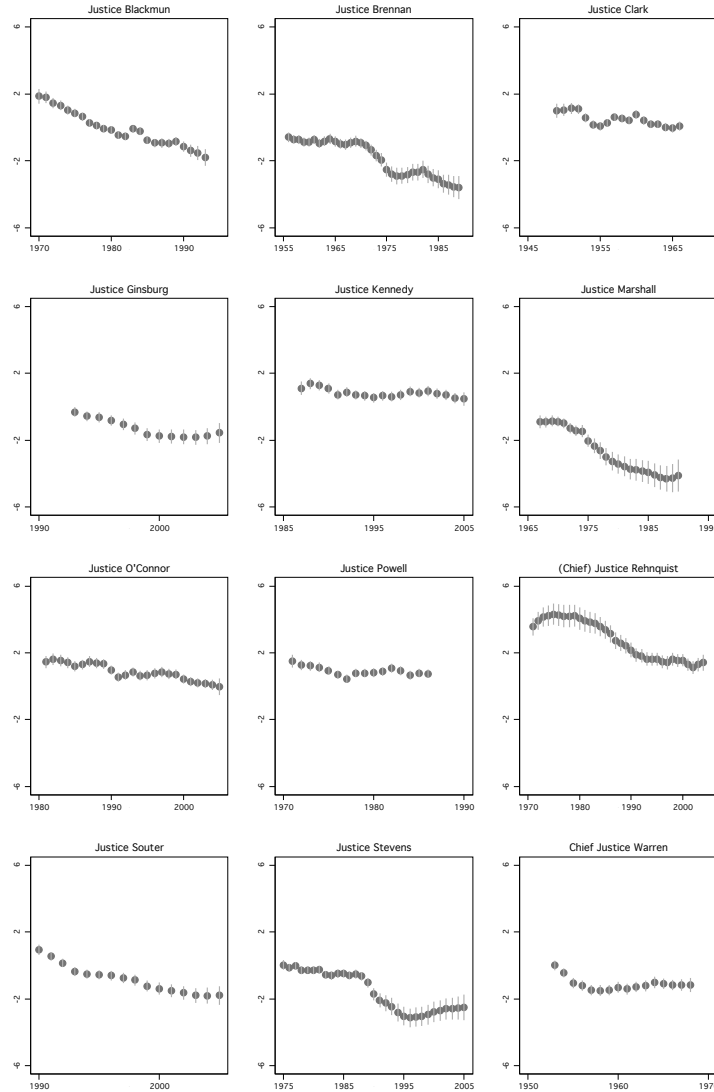 Justice Blackmun
6
2
-2
-6
1970 1980 1990
Justice Brennan
6
2
-2
-6
1955 1965 1975 1985
Justice Clark
6
2
-2
-6
1945 1955 1965
Justice Ginsburg
6
2
-2
-6
1990 2000
Justice Kennedy
6
2
-2
-6
1985 1995 2005
Justice Marshall
6
2
-2
-6
1965 1975 1985 199
Justice O'Connor
6
2
-2
-6
1980 1990 2000
Justice Powell
6
2
-2
-6
1970 1980 1990
(Chief) Justice Rehnquist
6
2
-2
-6
1970 1980 1990 2000
Justice Souter
6
2
-2
-6
1990 2000
Justice Stevens
6
2
-2
-6
1975 1985 1995 2005
Chief Justice Warren
6
2
-2
-6
1950 1960 197